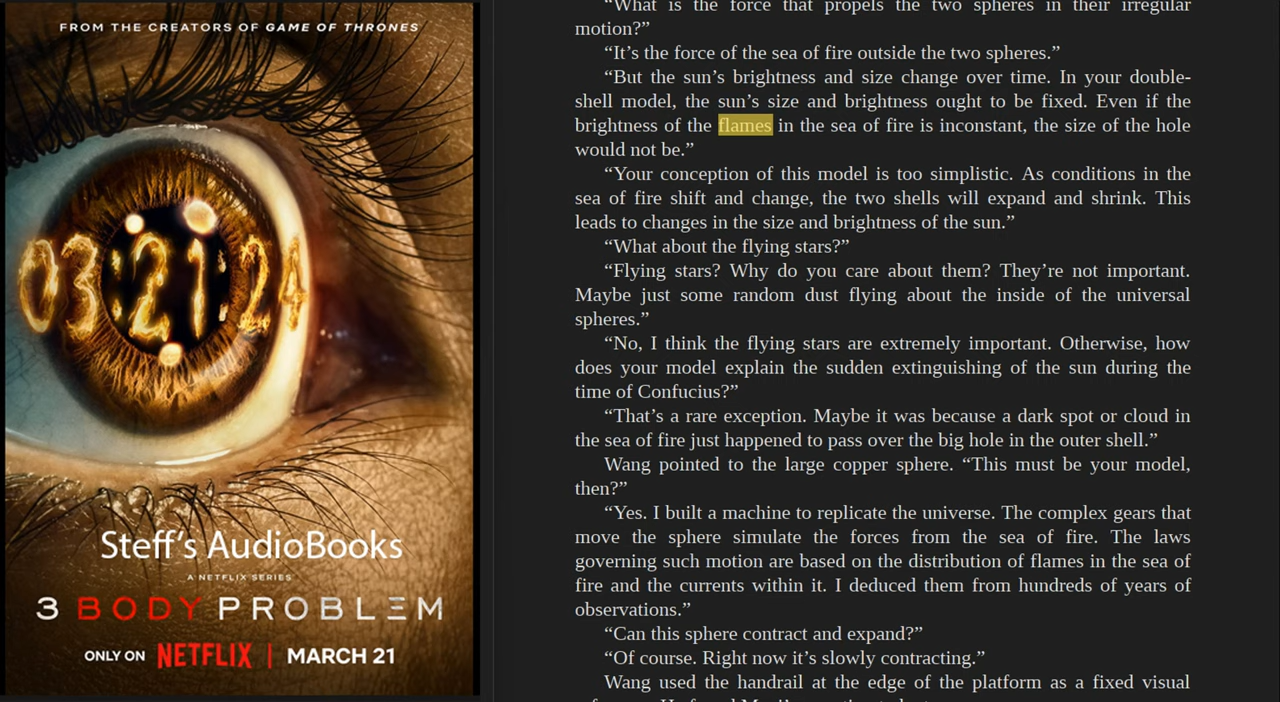 FROM THE CREATORS OF GAME OF THRONES
03:21:24
Steff's AudioBooks
A NETFLIX SERIES
3 BODY PROBLEM
ONLY ON NETFLIX | MARCH 21
“What is the force that propels the two spheres in their irregular
motion?”
“It’s the force of the sea of fire outside the two spheres.”
“But the sun’s brightness and size change over time. In your double-
shell model, the sun’s size and brightness ought to be fixed. Even if the
brightness of the flames in the sea of fire is inconstant, the size of the hole
would not be.”
“Your conception of this model is too simplistic. As conditions in the
sea of fire shift and change, the two shells will expand and shrink. This
leads to changes in the size and brightness of the sun.”
“What about the flying stars?”
“Flying stars? Why do you care about them? They’re not important.
Maybe just some random dust flying about the inside of the universal
spheres.”
“No, I think the flying stars are extremely important. Otherwise, how
does your model explain the sudden extinguishing of the sun during the
time of Confucius?”
“That’s a rare exception. Maybe it was because a dark spot or cloud in
the sea of fire just happened to pass over the big hole in the outer shell.”
Wang pointed to the large copper sphere. “This must be your model,
then?”
“Yes. I built a machine to replicate the universe. The complex gears that
move the sphere simulate the forces from the sea of fire. The laws
governing such motion are based on the distribution of flames in the sea of
fire and the currents within it. I deduced them from hundreds of years of
observations.”
“Can this sphere contract and expand?”
“Of course. Right now it’s slowly contracting.”
Wang used the handrail at the edge of the platform as a fixed visual